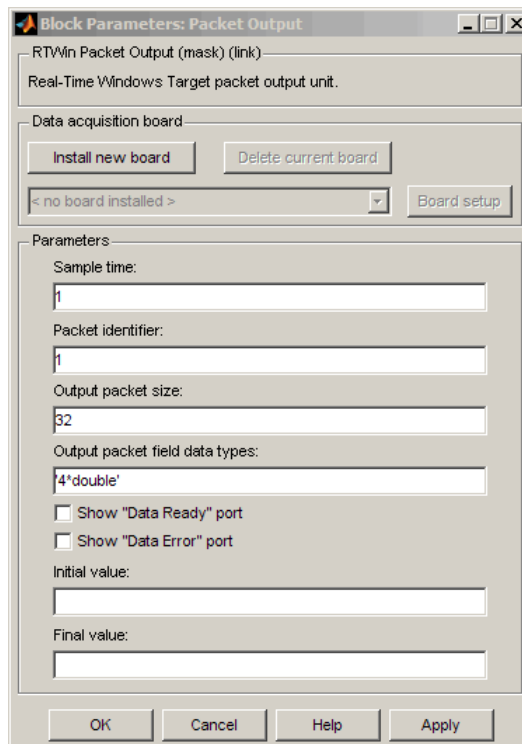 Block Parameters: Packet Output
RTWin Packet Output (mask) (link)
Real-Time Windows Target packet output unit.
Data acquisition board
Install new board Delete current board
< no board installed > Board setup
Parameters
Sample time:
1
Packet identifier:
1
Output packet size:
32
Output packet field data types:
'4*double'
Show "Data Ready" port
Show "Data Error" port
Initial value:
Final value:
OK Cancel Help Apply